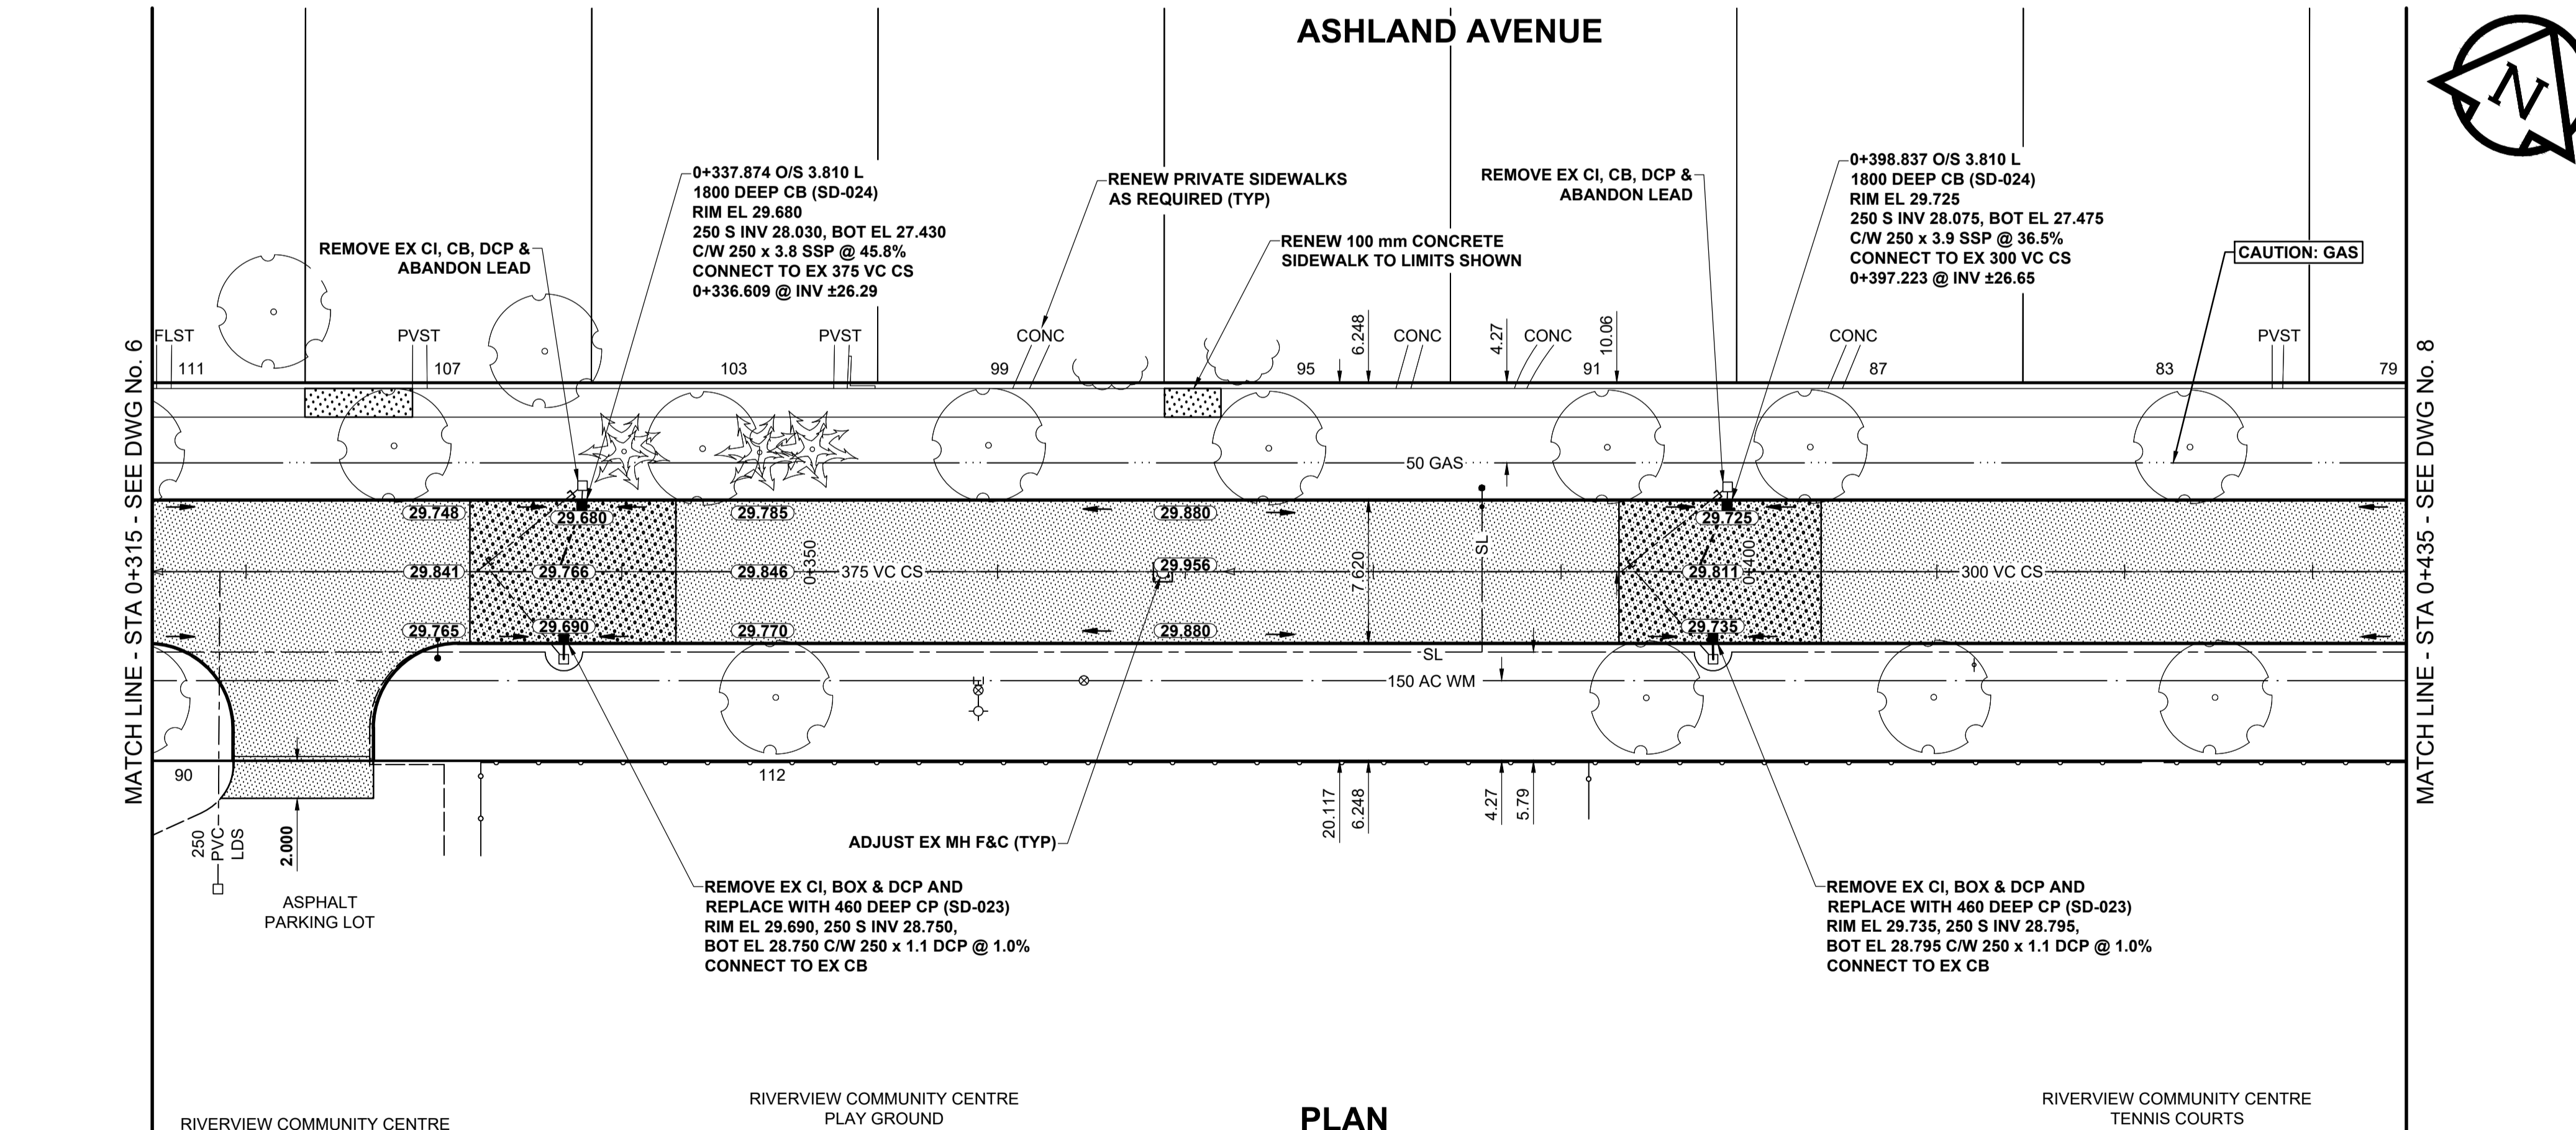 ASHLAND AVENUE
N
0+337.874 O/S 3.810 L
1800 DEEP CB (SD-024)
RIM EL 29.680
250 S INV 28.030, BOT EL 27.430
C/W 250 x 3.8 SSP @ 45.8%
CONNECT TO EX 375 VC CS
0+336.609 @ INV ±26.29
REMOVE EX CI, CB, DCP &
ABANDON LEAD
RENEW PRIVATE SIDEWALKS
AS REQUIRED (TYP)
RENEW 100 mm CONCRETE
SIDEWALK TO LIMITS SHOWN
REMOVE EX CI, CB, DCP &
ABANDON LEAD
0+398.837 O/S 3.810 L
1800 DEEP CB (SD-024)
RIM EL 29.725
250 S INV 28.075, BOT EL 27.475
C/W 250 x 3.9 SSP @ 36.5%
CONNECT TO EX 300 VC CS
0+397.223 @ INV ±26.65
CAUTION: GAS
MATCH LINE - STA 0+315 - SEE DWG No. 6
MATCH LINE - STA 0+435 - SEE DWG No. 8
FLST
PVST
PVST
CONC
6.248
CONC
4.27
CONC
10.06
CONC
PVST
111
107
103
99
95
91
87
83
79
50 GAS
29.748
29.680
29.785
29.880
29.725
29.841
29.766
29.846
0+350
375 VC CS
29.956
7.620
SL
29.811
0+400
300 VC CS
29.765
29.690
29.770
29.880
29.735
SL
150 AC WM
90
112
250
PVC
LDS
2.000
20.117
6.248
4.27
5.79
ADJUST EX MH F&C (TYP)
ASPHALT
PARKING LOT
REMOVE EX CI, BOX & DCP AND
REPLACE WITH 460 DEEP CP (SD-023)
RIM EL 29.690, 250 S INV 28.750,
BOT EL 28.750 C/W 250 x 1.1 DCP @ 1.0%
CONNECT TO EX CB
REMOVE EX CI, BOX & DCP AND
REPLACE WITH 460 DEEP CP (SD-023)
RIM EL 29.735, 250 S INV 28.795,
BOT EL 28.795 C/W 250 x 1.1 DCP @ 1.0%
CONNECT TO EX CB
RIVERVIEW COMMUNITY CENTRE
RIVERVIEW COMMUNITY CENTRE
PLAY GROUND
PLAN
RIVERVIEW COMMUNITY CENTRE
TENNIS COURTS